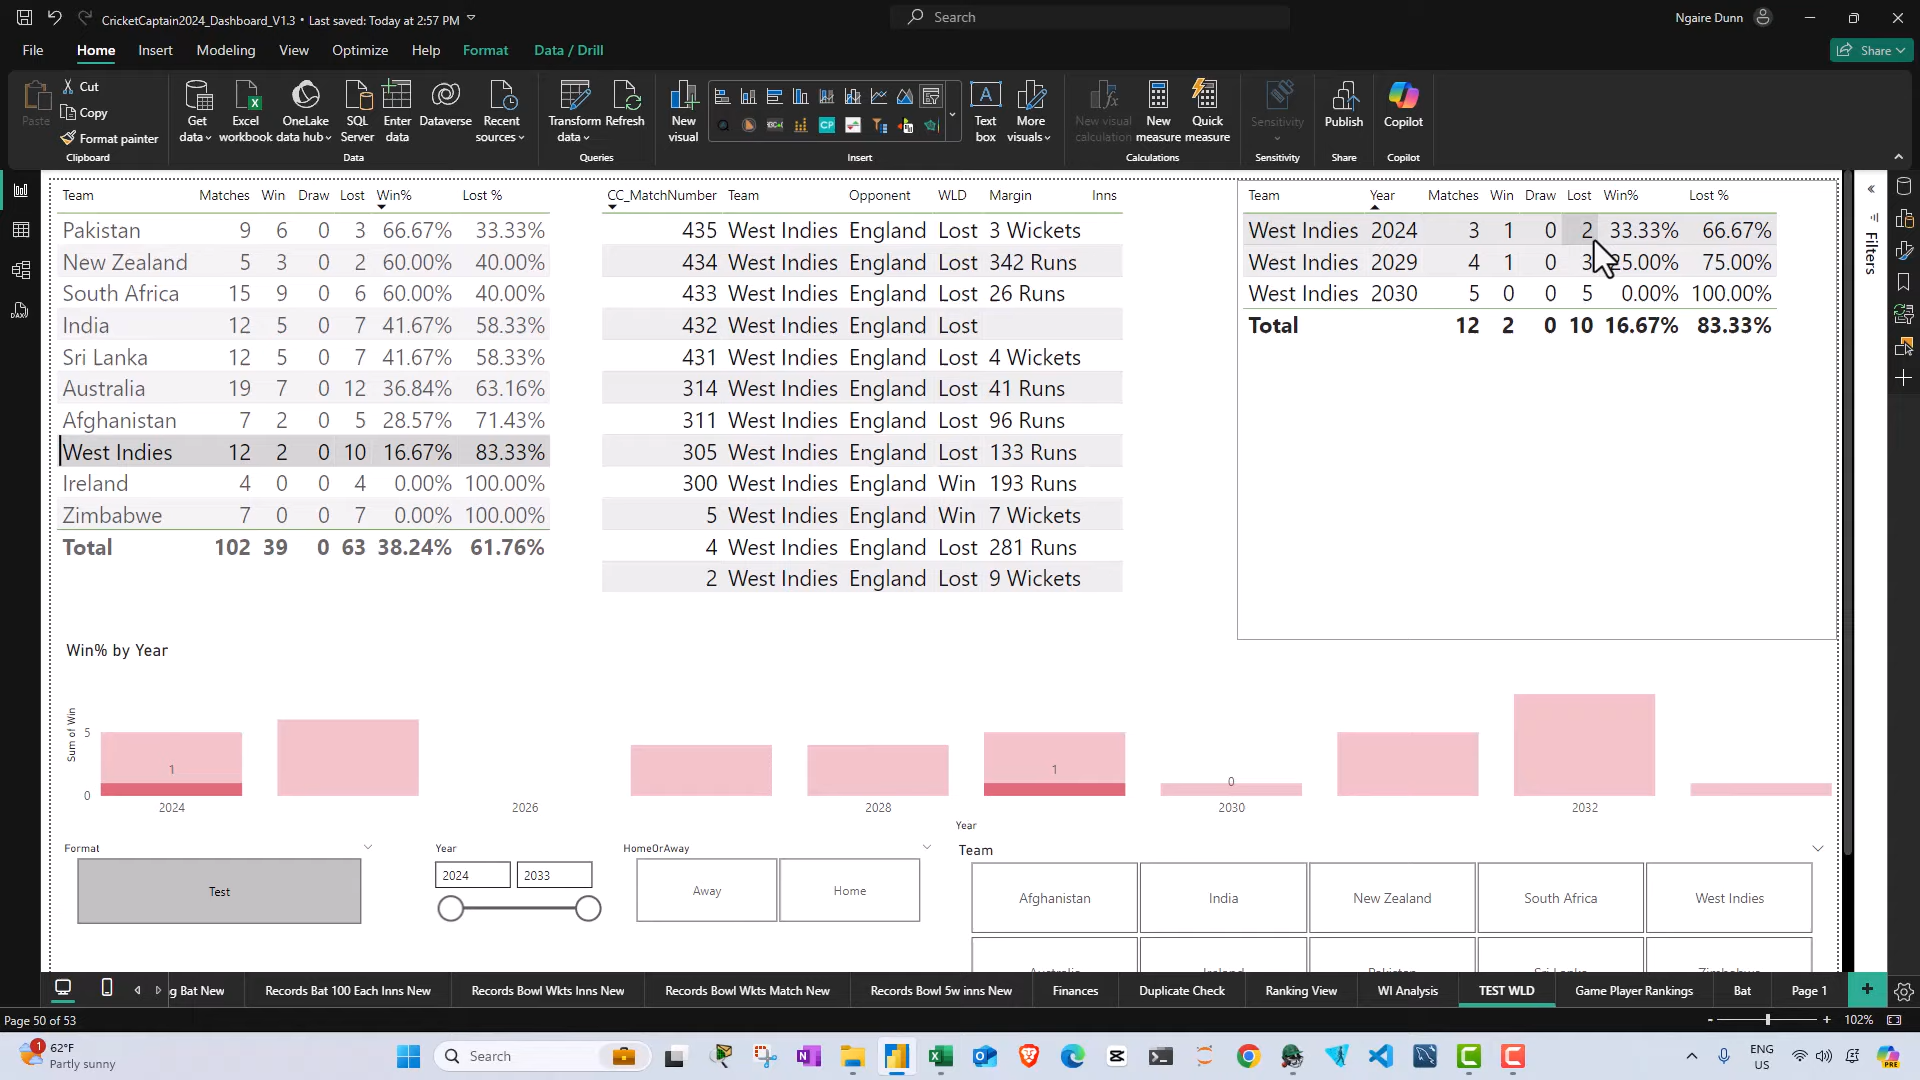 CricketCaptain2024_Dashboard_V1.3 • Last saved: Today at 2:57 PM
Search
Ngaire Dunn
File Home Insert Modeling View Optimize Help Format Data / Drill
Share
Paste
Cut
Copy
Format painter
Clipboard
Get data
Excel workbook
OneLake data hub
SQL Server
Enter data
Dataverse
Recent sources
Data
Transform data
Refresh
Queries
New visual
Text box
More visuals
Insert
New visual calculation
New measure
Quick measure
Calculations
Sensitivity
Sensitivity
Publish
Share
Copilot
Copilot
Team Matches Win Draw Lost Win% Lost %
Pakistan 9 6 0 3 66.67% 33.33%
New Zealand 5 3 0 2 60.00% 40.00%
South Africa 15 9 0 6 60.00% 40.00%
India 12 5 0 7 41.67% 58.33%
Sri Lanka 12 5 0 7 41.67% 58.33%
Australia 19 7 0 12 36.84% 63.16%
Afghanistan 7 2 0 5 28.57% 71.43%
West Indies 12 2 0 10 16.67% 83.33%
Ireland 4 0 0 4 0.00% 100.00%
Zimbabwe 7 0 0 7 0.00% 100.00%
Total 102 39 0 63 38.24% 61.76%
CC_MatchNumber Team Opponent WLD Margin Inns
435 West Indies England Lost 3 Wickets
434 West Indies England Lost 342 Runs
433 West Indies England Lost 26 Runs
432 West Indies England Lost
431 West Indies England Lost 4 Wickets
314 West Indies England Lost 41 Runs
311 West Indies England Lost 96 Runs
305 West Indies England Lost 133 Runs
300 West Indies England Win 193 Runs
5 West Indies England Win 7 Wickets
4 West Indies England Lost 281 Runs
2 West Indies England Lost 9 Wickets
Team Year Matches Win Draw Lost Win% Lost %
West Indies 2024 3 1 0 2 33.33% 66.67%
West Indies 2029 4 1 0 3 25.00% 75.00%
West Indies 2030 5 0 0 5 0.00% 100.00%
Total 12 2 0 10 16.67% 83.33%
Filters
Win% by Year
Sum of Win
5
0
1
1
0
2024 2026 2028 2030 2032
Year
Format
Test
Year
2024 2033
HomeOrAway
Away Home
Team
Afghanistan India New Zealand South Africa West Indies
Australia Ireland Pakistan Sri Lanka Zimbabwe
g Bat New Records Bat 100 Each Inns New Records Bowl Wkts Inns New Records Bowl Wkts Match New Records Bowl 5w inns New Finances Duplicate Check Ranking View WI Analysis TEST WLD Game Player Rankings Bat Page 1
Page 50 of 53
102%
1
62°F
Partly sunny
Search
ENG
US
PRE